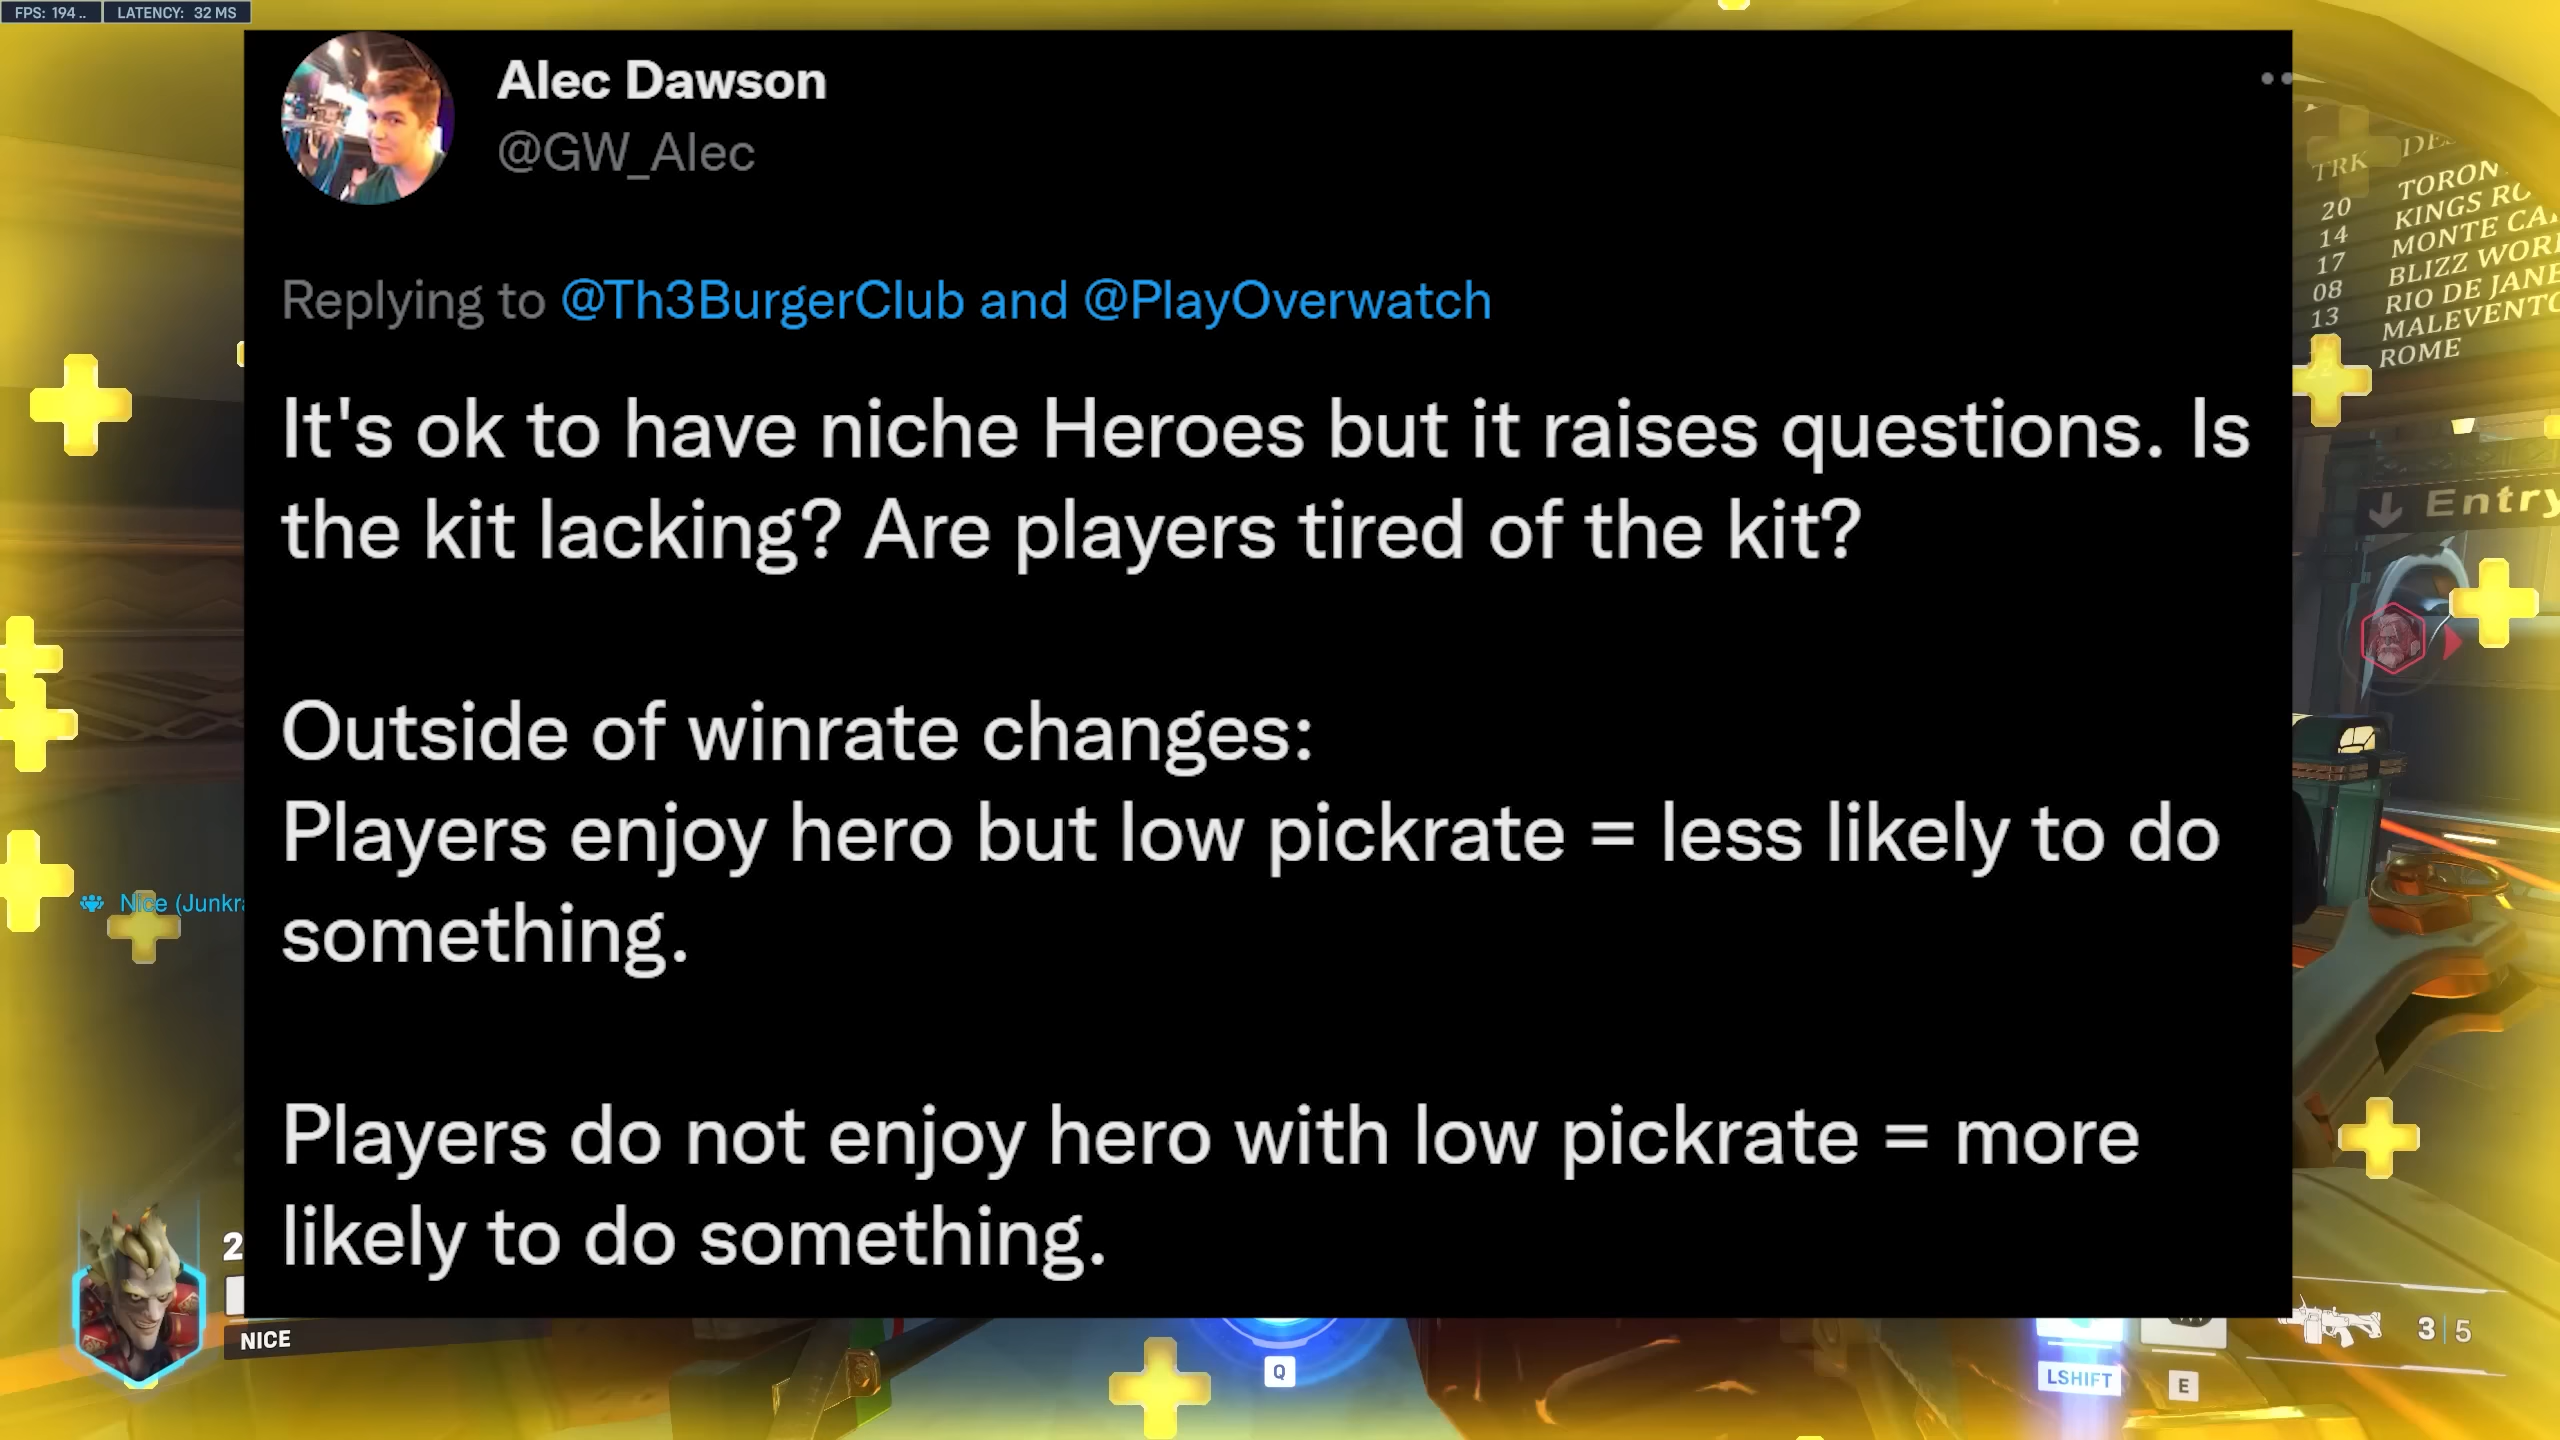 FPS: 194 ..
LATENCY: 32 MS
Alec Dawson
@GW_Alec
Replying to @Th3BurgerClub and @PlayOverwatch
It's ok to have niche Heroes but it raises questions. Is
the kit lacking? Are players tired of the kit?
Outside of winrate changes:
Players enjoy hero but low pickrate = less likely to do
something.
Players do not enjoy hero with low pickrate = more
likely to do something.
TRK
20 KINGS
14 MONTE
17 BLIZZ
08 RIO DE
13
ROME
Entry
Nice
2
NICE
Q
LSHIFT
E
3 | 5